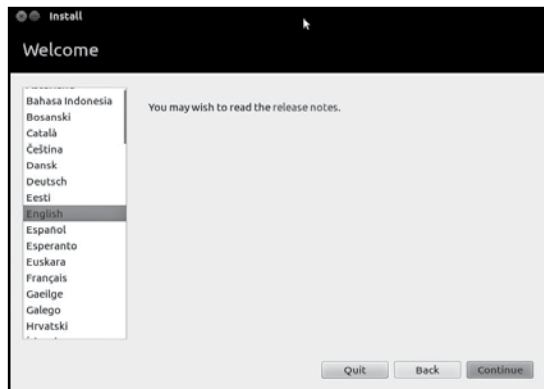 Install
Welcome
Bahasa Indonesia
Bosanski
Català
Čeština
Dansk
Deutsch
Eesti
English
Español
Esperanto
Euskara
Français
Gaeilge
Galego
Hrvatski
You may wish to read the release notes.
Quit Back Continue